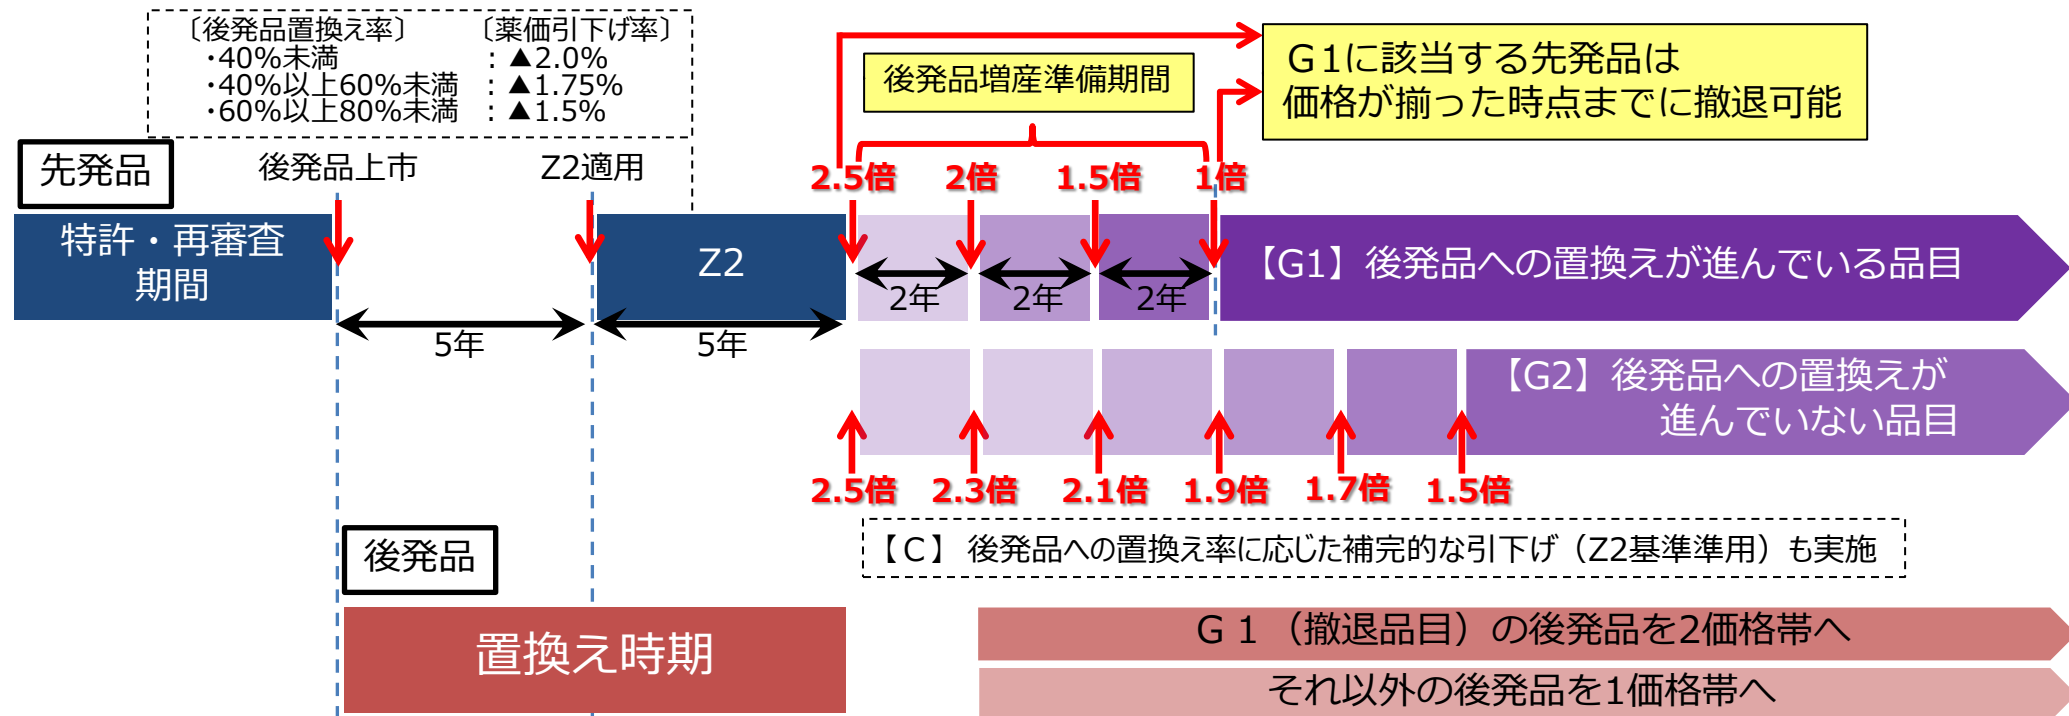 〔後発品置換え率〕 〔薬価引下げ率〕
・40%未満 : ▲2.0%
・40%以上60%未満 : ▲1.75%
・60%以上80%未満 : ▲1.5%
後発品増産準備期間
G1に該当する先発品は
価格が揃った時点までに撤退可能
先発品
後発品上市
Z2適用
2.5倍
2倍
1.5倍
1倍
特許・再審査
期間
Z2
2年
2年
2年
【G1】後発品への置換えが進んでいる品目
5年
5年
【G2】後発品への置換えが
進んでいない品目
2.5倍
2.3倍
2.1倍
1.9倍
1.7倍
1.5倍
【C】 後発品への置換え率に応じた補完的な引下げ（Z2基準準用）も実施
後発品
置換え時期
G1（撤退品目）の後発品を2価格帯へ
それ以外の後発品を1価格帯へ